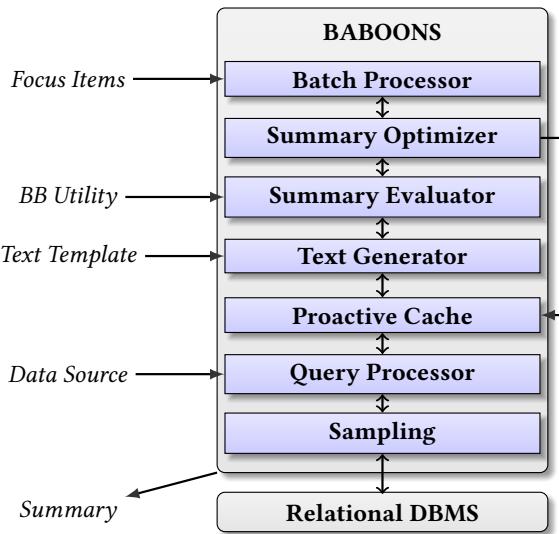 BABOONS
Focus Items
Batch Processor
Summary Optimizer
BB Utility
Summary Evaluator
Text Template
Text Generator
Proactive Cache
Data Source
Query Processor
Sampling
Summary
Relational DBMS